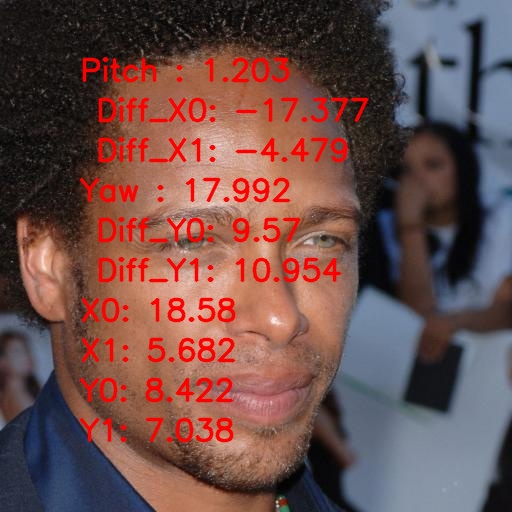 Pitch : 1.203
Diff_X0: -17.377
Diff_X1: -4.479
Yaw : 17.992
Diff_Y0: 9.57
Diff_Y1: 10.954
X0: 18.58
X1: 5.682
Y0: 8.422
Y1: 7.038
th